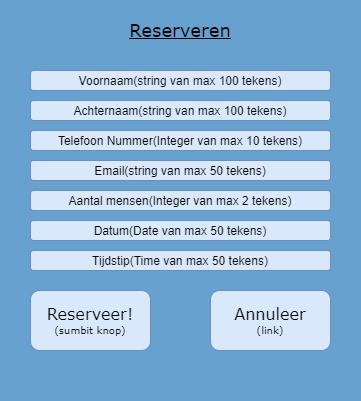 Reserveren
Voornaam(string van max 100 tekens)
Achternaam(string van max 100 tekens)
Telefoon Nummer(Integer van max 10 tekens)
Email(string van max 50 tekens)
Aantal mensen(Integer van max 2 tekens)
Datum(Date van max 50 tekens)
Tijdstip(Time van max 50 tekens)
Reserveer!
(sumbit knop)
Annuleer
(link)